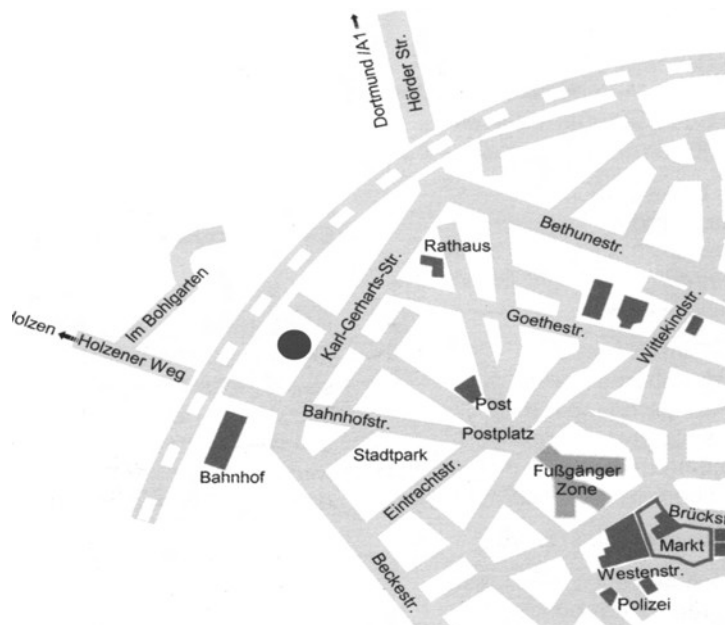 Dortmund /A1
Hörder Str.
Bethunestr.
Rathaus
Karl-Gerharts-Str.
Im Bohlgarten
Goethestr.
Wittekindstr.
Holzener Weg
Bahnhofstr.
Post
Postplatz
Stadtpark
Bahnhof
Eintrachtstr.
Fußgänger
Zone
Markt
Westenstr.
Beckestr.
Polizei